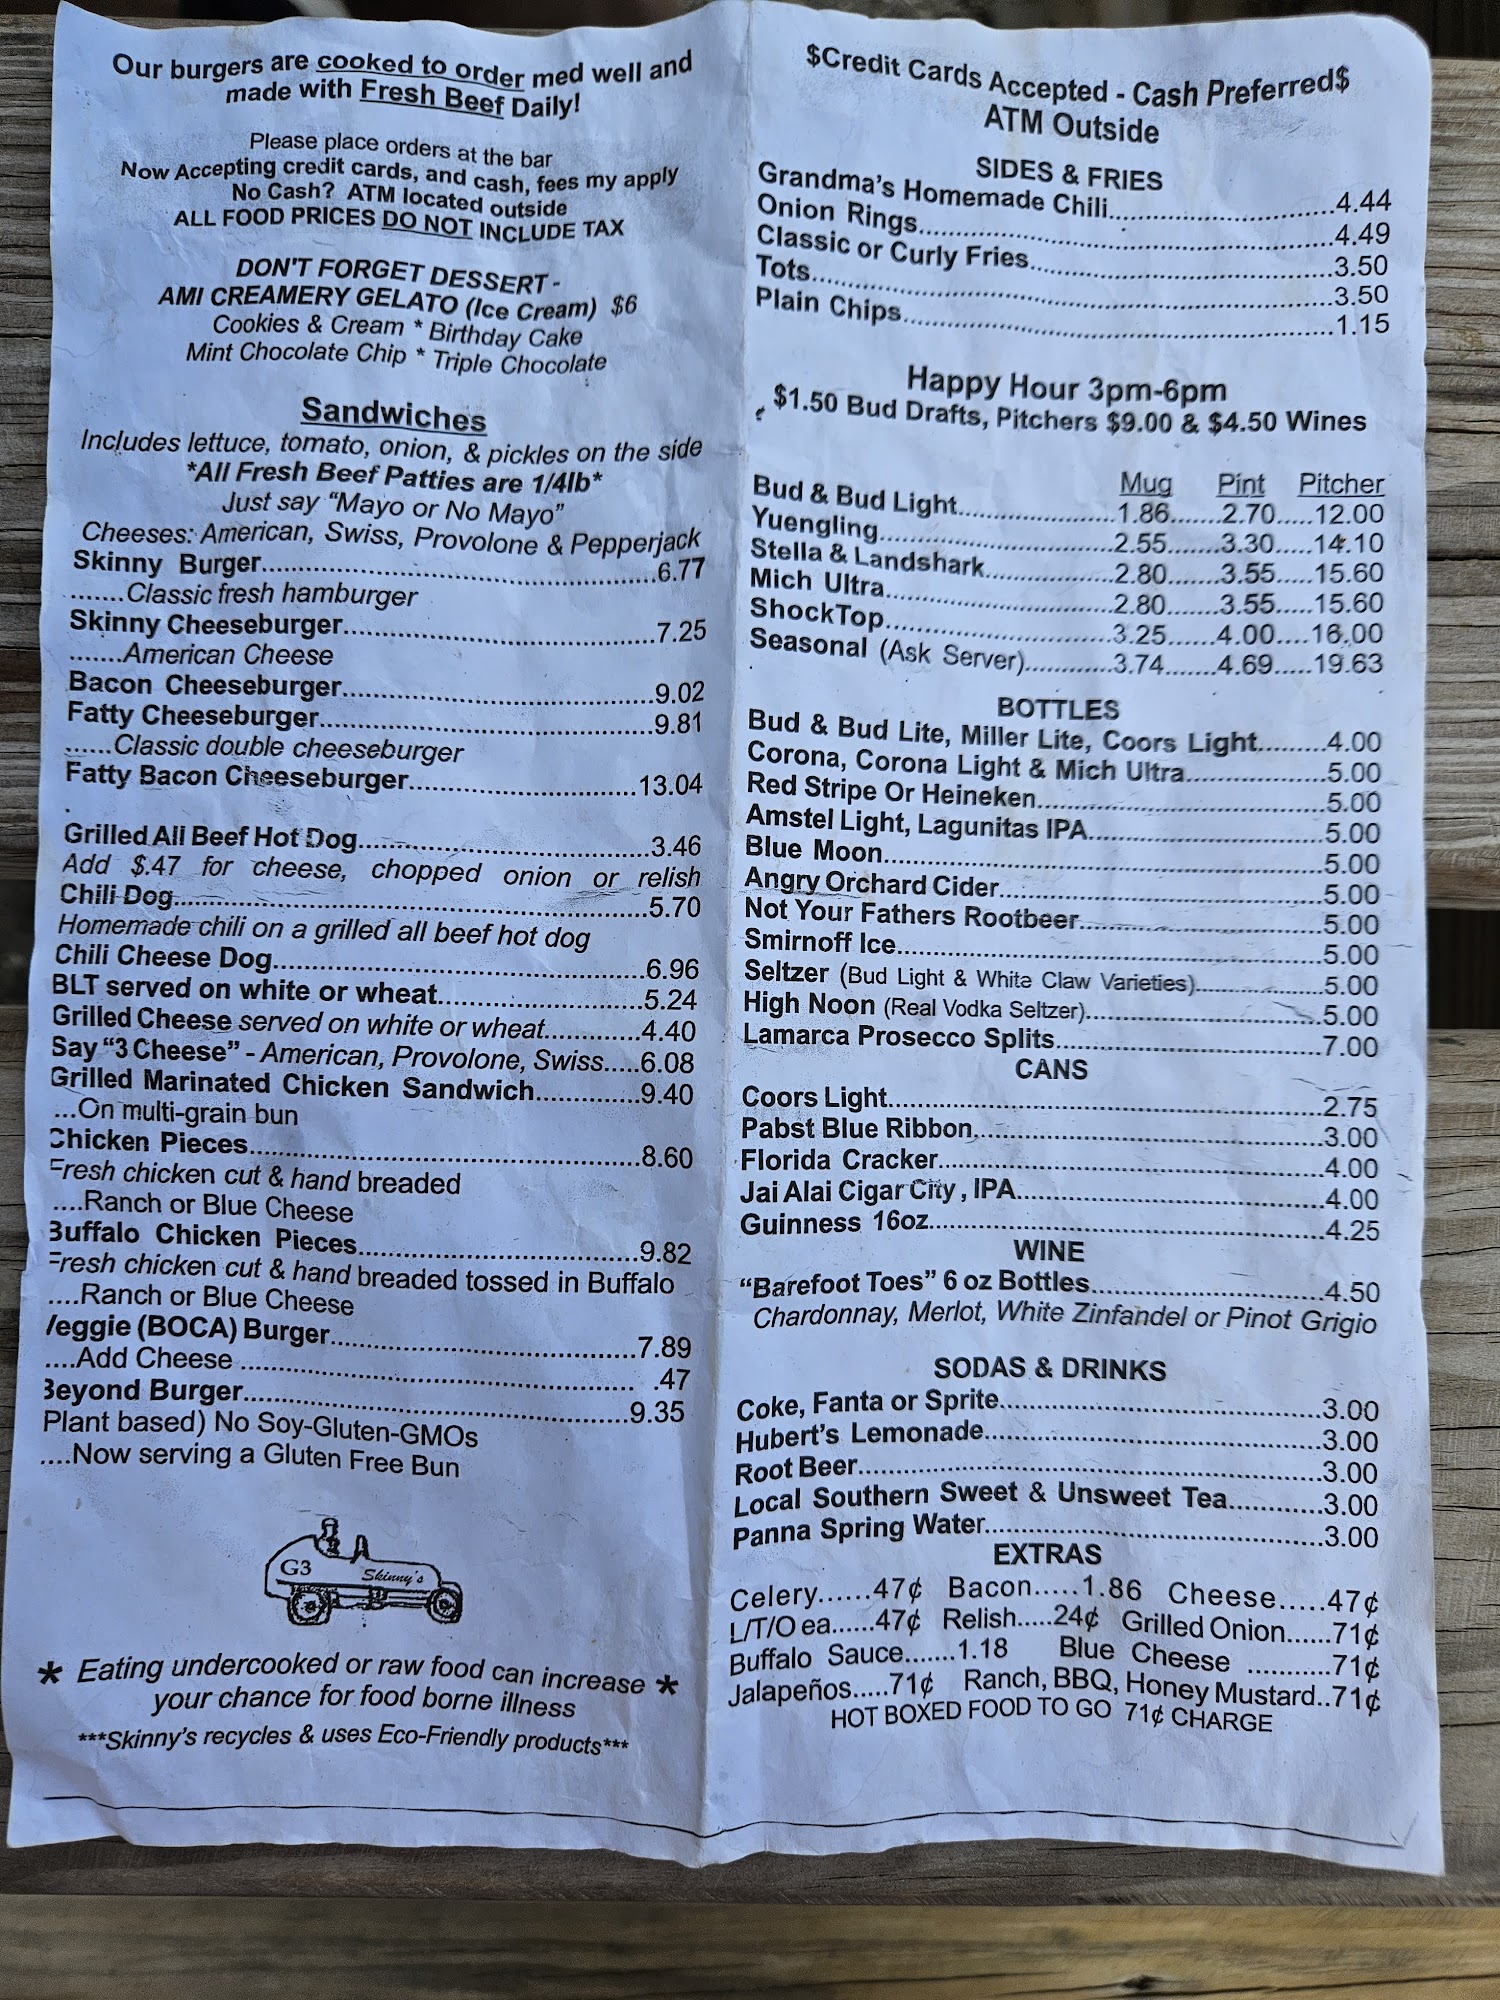 Our burgers are cooked to order med well and
made with Fresh Beef Daily!
Please place orders at the bar
Now Accepting credit cards, and cash, fees my apply
No Cash? ATM located outside
ALL FOOD PRICES DO NOT INCLUDE TAX
DON'T FORGET DESSERT -
AMI CREAMERY GELATO (Ice Cream) $6
Cookies & Cream * Birthday Cake
Mint Chocolate Chip * Triple Chocolate
Sandwiches
Includes lettuce, tomato, onion, & pickles on the side
*All Fresh Beef Patties are 1/4lb*
Just say "Mayo or No Mayo"
Cheeses: American, Swiss, Provolone & Pepperjack
Skinny Burger..........6.77
.......Classic fresh hamburger
Skinny Cheeseburger..........7.25
.......American Cheese
Bacon Cheeseburger..........9.02
Fatty Cheeseburger..........9.81
......Classic double cheeseburger
Fatty Bacon Cheeseburger..........13.04
.
Grilled All Beef Hot Dog..........3.46
Add $.47 for cheese, chopped onion or relish
Chili Dog..........5.70
Homemade chili on a grilled all beef hot dog
Chili Cheese Dog..........6.96
BLT served on white or wheat..........5.24
Grilled Cheese served on white or wheat..........4.40
Say "3 Cheese" - American, Provolone, Swiss.....6.08
Grilled Marinated Chicken Sandwich..........9.40
...On multi-grain bun
Chicken Pieces..........8.60
Fresh chicken cut & hand breaded
....Ranch or Blue Cheese
Buffalo Chicken Pieces..........9.82
Fresh chicken cut & hand breaded tossed in Buffalo
....Ranch or Blue Cheese
Veggie (BOCA) Burger..........7.89
....Add Cheese .......... .47
Beyond Burger..........9.35
Plant based) No Soy-Gluten-GMOs
....Now serving a Gluten Free Bun
G3 Skinny's
* Eating undercooked or raw food can increase *
your chance for food borne illness
***Skinny's recycles & uses Eco-Friendly products***
$Credit Cards Accepted - Cash Preferred$
ATM Outside
SIDES & FRIES
Grandma's Homemade Chili..........4.44
Onion Rings..........4.49
Classic or Curly Fries..........3.50
Tots..........3.50
Plain Chips..........1.15
Happy Hour 3pm-6pm
$1.50 Bud Drafts, Pitchers $9.00 & $4.50 Wines
Mug Pint Pitcher
Bud & Bud Light..........1.86.......2.70.....12.00
Yuengling..........2.55.......3.30.....14.10
Stella & Landshark..........2.80.......3.55.....15.60
Mich Ultra..........2.80.......3.55.....15.60
ShockTop..........3.25......4.00....16.00
Seasonal (Ask Server)..........3.74.......4.69.....19.63
BOTTLES
Bud & Bud Lite, Miller Lite, Coors Light.........4.00
Corona, Corona Light & Mich Ultra..........5.00
Red Stripe Or Heineken..........5.00
Amstel Light, Lagunitas IPA..........5.00
Blue Moon..........5.00
Angry Orchard Cider..........5.00
Not Your Fathers Rootbeer..........5.00
Smirnoff Ice..........5.00
Seltzer (Bud Light & White Claw Varieties)..........5.00
High Noon (Real Vodka Seltzer)..........5.00
Lamarca Prosecco Splits..........7.00
CANS
Coors Light..........2.75
Pabst Blue Ribbon..........3.00
Florida Cracker..........4.00
Jai Alai Cigar City , IPA..........4.00
Guinness 16oz..........4.25
WINE
"Barefoot Toes" 6 oz Bottles..........4.50
Chardonnay, Merlot, White Zinfandel or Pinot Grigio
SODAS & DRINKS
Coke, Fanta or Sprite..........3.00
Hubert's Lemonade..........3.00
Root Beer..........3.00
Local Southern Sweet & Unsweet Tea..........3.00
Panna Spring Water..........3.00
EXTRAS
Celery......47¢ Bacon.....1.86 Cheese.....47¢
L/T/O ea......47¢ Relish.....24¢ Grilled Onion......71¢
Buffalo Sauce.......1.18 Blue Cheese ...........71¢
Jalapeños.....71¢ Ranch, BBQ, Honey Mustard..71¢
HOT BOXED FOOD TO GO 71¢ CHARGE